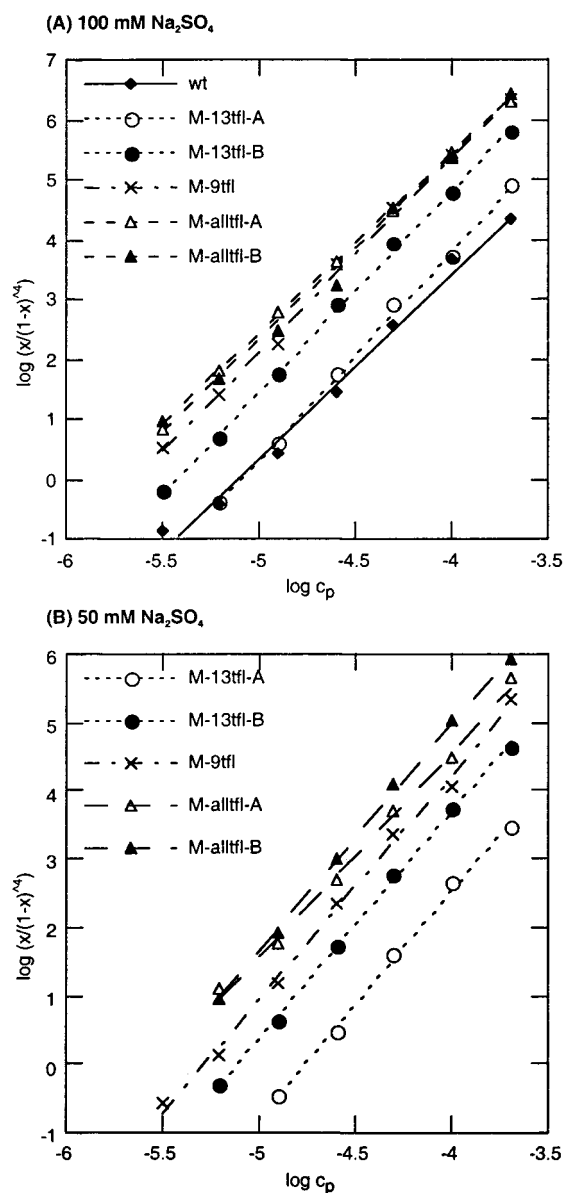 (A) 100 mM Na₂SO₄
7
6
5
4
3
2
1
0
-1
wt
M-13tfl-A
M-13tfl-B
M-9tfl
M-alltfl-A
M-alltfl-B
log (x/(1-x)^4)
-6 -5.5 -5 -4.5 -4 -3.5
log cₚ
(B) 50 mM Na₂SO₄
6
5
4
3
2
1
0
-1
M-13tfl-A
M-13tfl-B
M-9tfl
M-alltfl-A
M-alltfl-B
log (x/(1-x)^4)
-6 -5.5 -5 -4.5 -4 -3.5
log cₚ